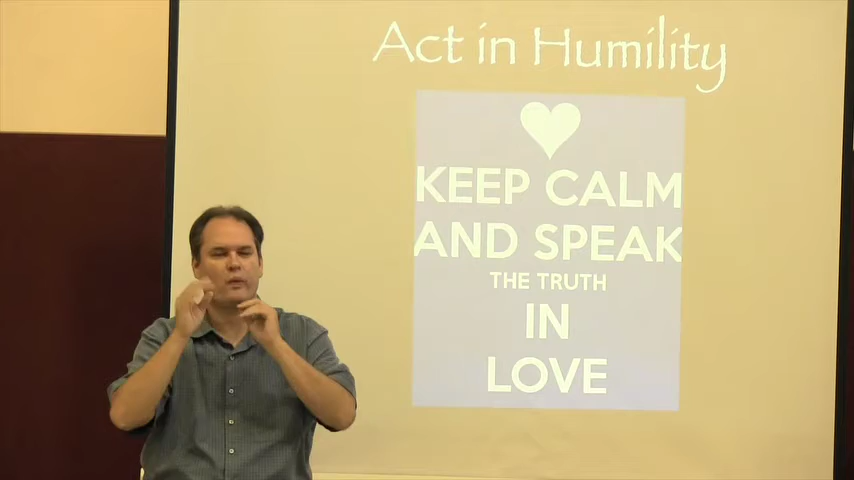 Act in Humility
KEEP CALM
AND SPEAK
THE TRUTH
IN
LOVE